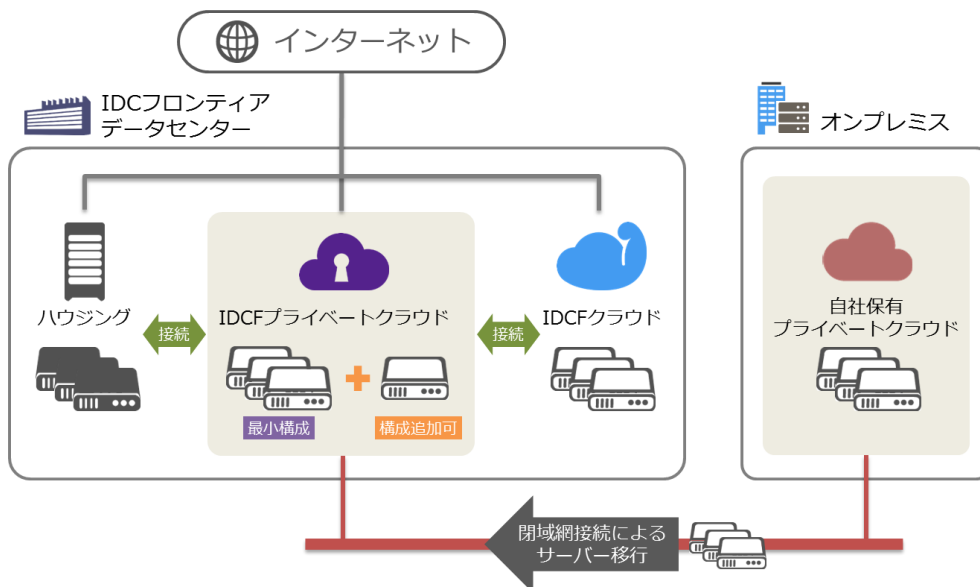 インターネット
IDCフロンティア
データセンター
オンプレミス
ハウジング
接続
IDCFプライベートクラウド
接続
IDCFクラウド
最小構成
構成追加可
自社保有
プライベートクラウド
閉域網接続による
サーバー移行